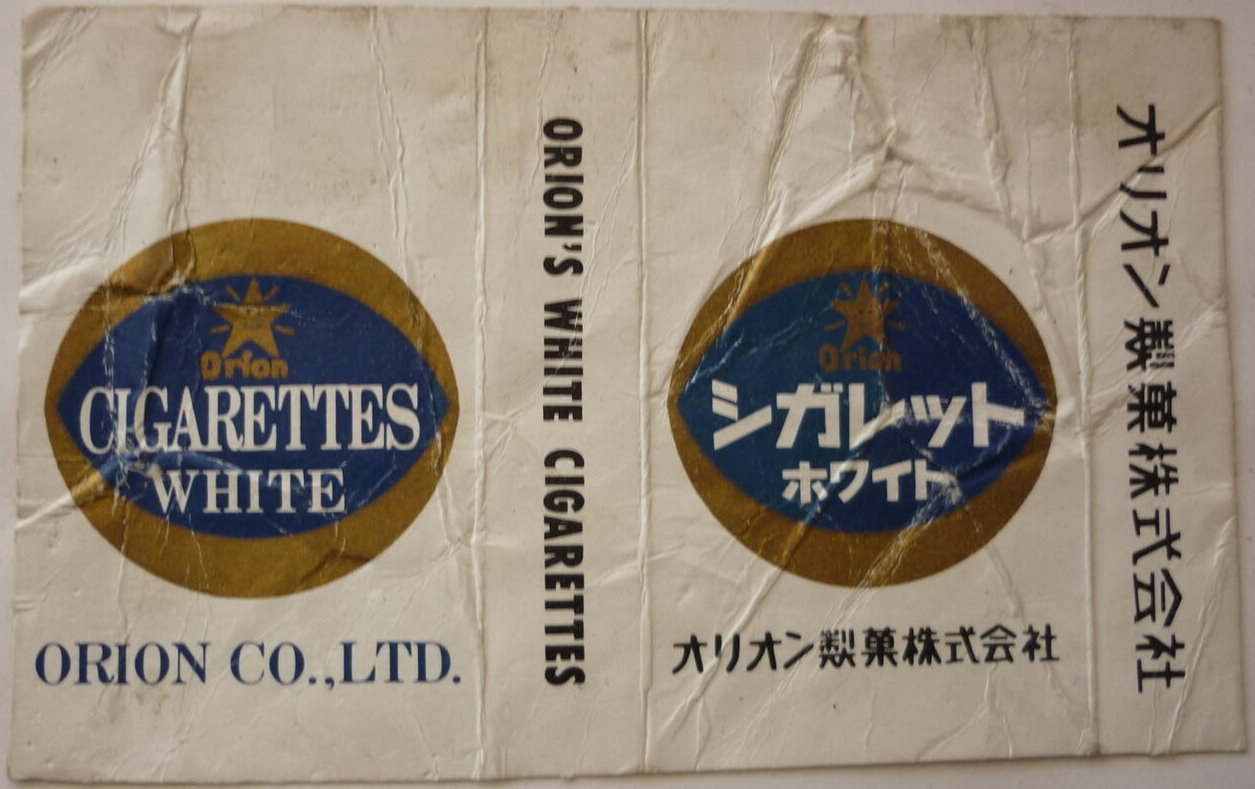 Orion
CIGARETTES
WHITE
ORION CO.,LTD.
ORION'S WHITE CIGARETTES
Orion
シガレット
ホワイト
オリオン製菓株式会社
オリオン製菓株式会社